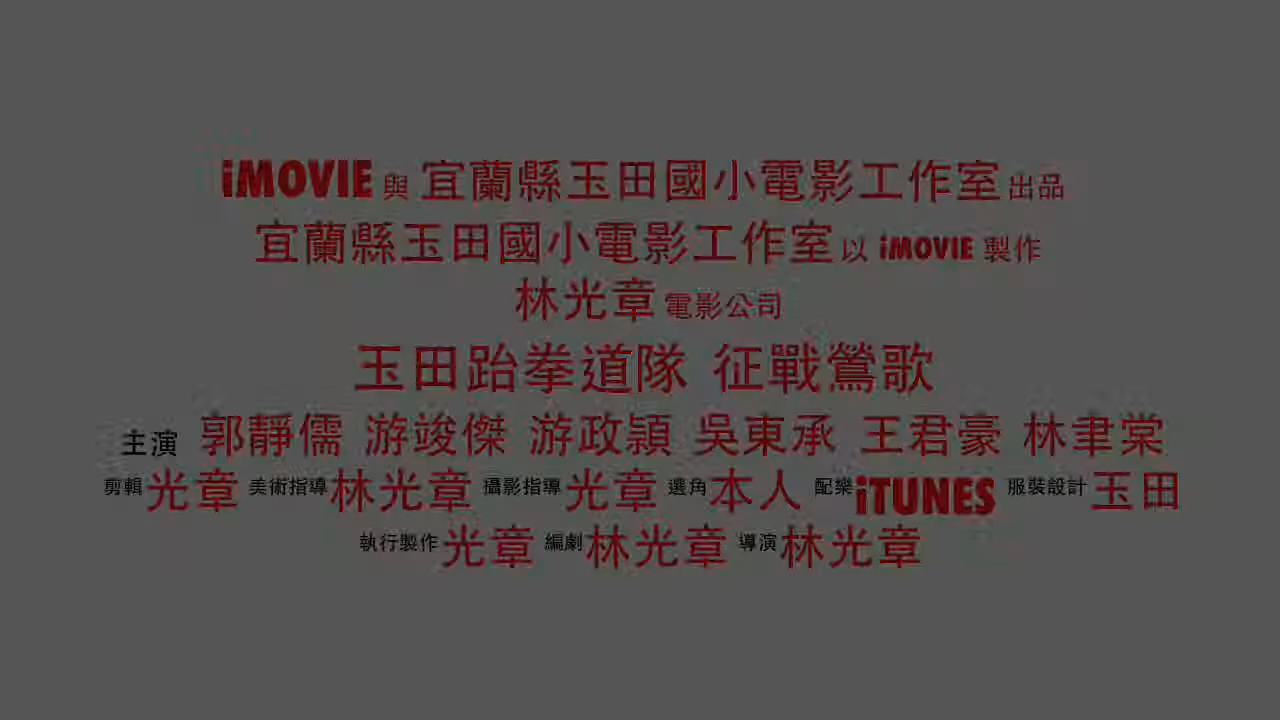 iMOVIE 與 宜蘭縣玉田國小電影工作室 出品
宜蘭縣玉田國小電影工作室 以 iMOVIE 製作
林光章 電影公司
玉田跆拳道隊 征戰鶯歌
主演 郭靜儒 游竣傑 游政潁 吳東承 王君豪 林聿棠
剪輯 光章 美術指導 林光章 攝影指導 光章 選角 本人 配樂 iTUNES 服裝設計 玉田
執行製作 光章 編劇 林光章 導演 林光章